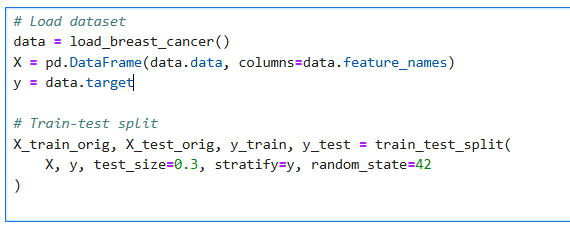 # Load dataset
data = load_breast_cancer()
X = pd.DataFrame(data.data, columns=data.feature_names)
y = data.target
# Train-test split
X_train_orig, X_test_orig, y_train, y_test = train_test_split(
    X, y, test_size=0.3, stratify=y, random_state=42
)